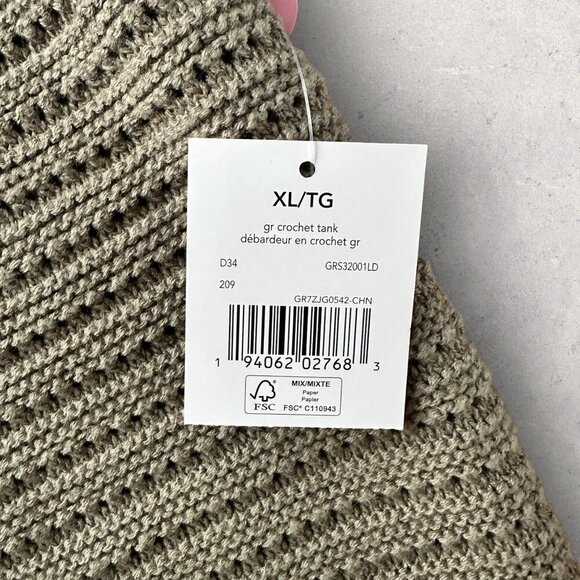 XL/TG
gr crochet tank
débardeur en crochet gr
D34 GRS32001LD
209
GR7ZJG0542-CHN
1 94062 02768 3
MIX/MIXTE
Paper
Papier
FSC FSC® C110943